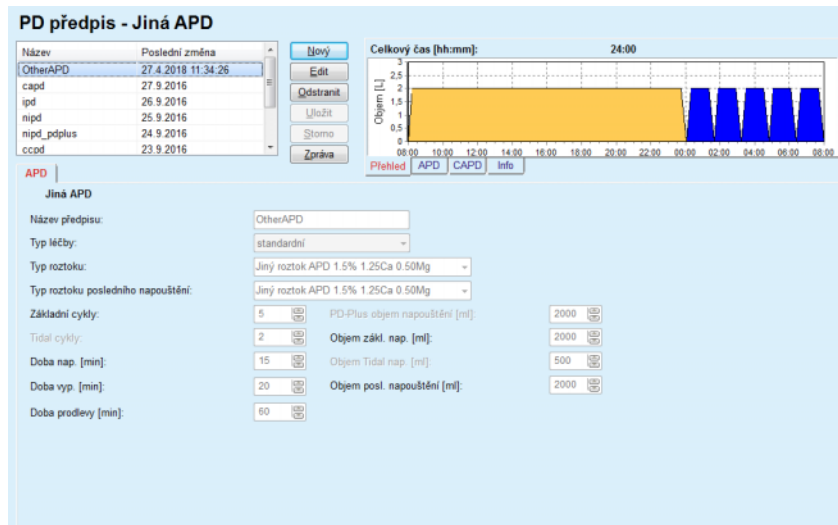 PD předpis - Jiná APD
Název Poslední změna
OtherAPD 27.4.2018 11:34:26
capd 27.9.2016
ipd 26.9.2016
nipd 25.9.2016
nipd_pdplus 24.9.2016
ccpd 23.9.2016
Nový
Edit
Odstranit
Uložit
Storno
Zpráva
Celkový čas [hh:mm]: 24:00
Objem [L]
3
2,5
2
1,5
1
0,5
0
08:00 10:00 12:00 14:00 16:00 18:00 20:00 22:00 00:00 02:00 04:00 06:00 08:00
Přehled APD CAPD Info
APD
Jiná APD
Název předpisu: OtherAPD
Typ léčby: standardní
Typ roztoku: Jiný roztok APD 1.5% 1.25Ca 0.50Mg
Typ roztoku posledního napouštění: Jiný roztok APD 1.5% 1.25Ca 0.50Mg
Základní cykly: 5 PD-Plus objem napouštění [ml]: 2000
Tidal cykly: 2 Objem zákl. nap. [ml]: 2000
Doba nap. [min]: 15 Objem Tidal nap. [ml]: 500
Doba vyp. [min]: 20 Objem posl. napouštění [ml]: 2000
Doba prodlevy [min]: 60